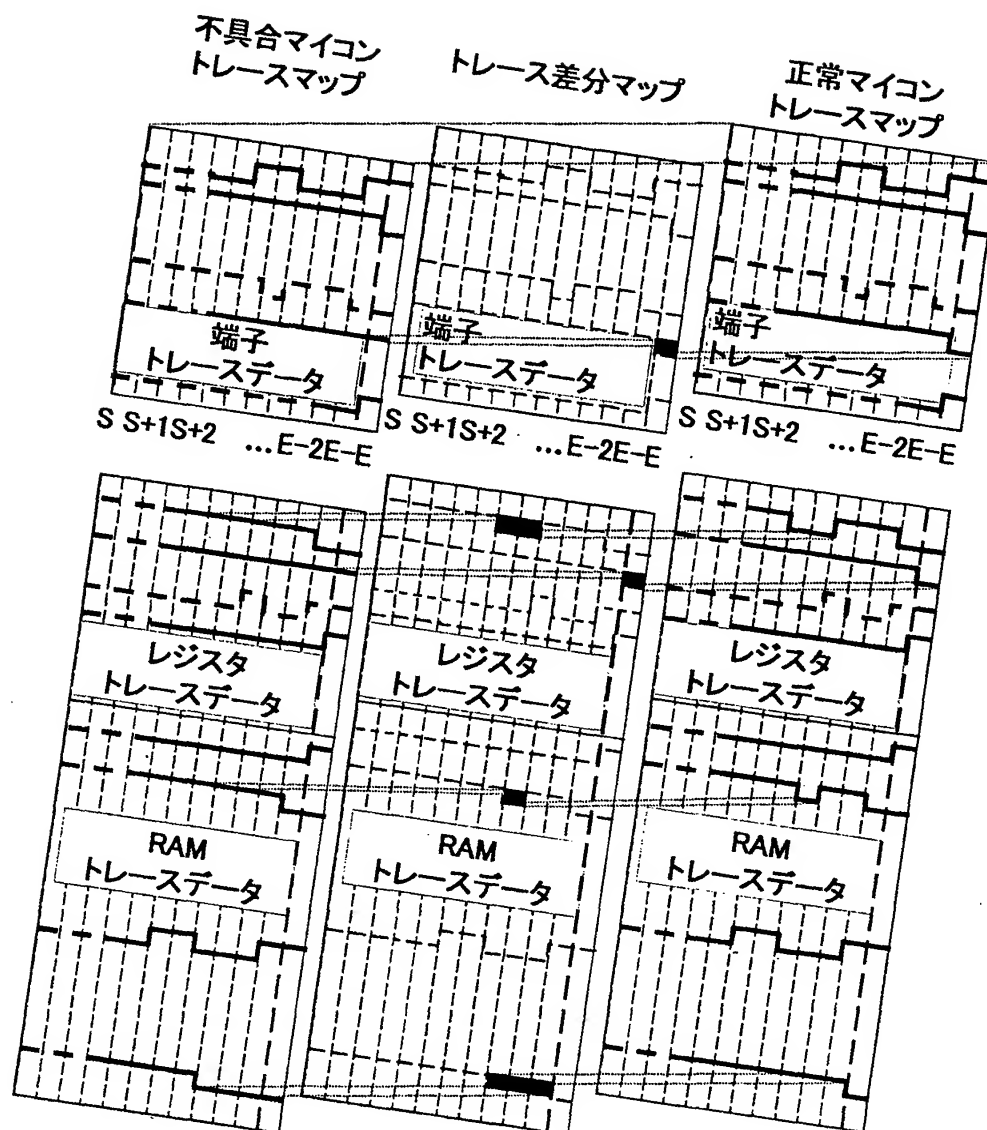 不具合マイコン
トレースマップ
トレース差分マップ
正常マイコン
トレースマップ
端子
トレースデータ
端子
トレースデータ
端子
トレースデータ
S S+1S+2 ...E-2E-E
S S+1S+2 ...E-2E-E
S S+1S+2 ...E-2E-E
レジスタ
トレースデータ
レジスタ
トレースデータ
レジスタ
トレースデータ
RAM
トレースデータ
RAM
トレースデータ
RAM
トレースデータ